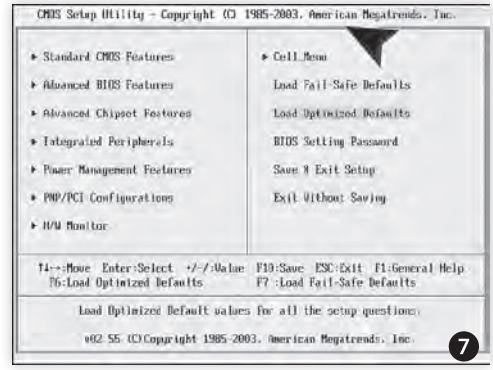 CMOS Setup Utility - Copyright (C) 1985-2003, American Megatrends, Inc.
▸ Standard CMOS Features
▸ Advanced BIOS Features
▸ Advanced Chipset Features
▸ Integrated Peripherals
▸ Power Management Features
▸ PNP/PCI Configurations
▸ H/W Monitor
▸ Cell Menu
Load Fail-Safe Defaults
Load Optimized Defaults
BIOS Setting Password
Save & Exit Setup
Exit Without Saving
↑↓←→:Move Enter:Select +/-/:Value F10:Save ESC:Exit F1:General Help
F6:Load Optimized Defaults F7 :Load Fail-Safe Defaults
Load Optimized Default values for all the setup questions.
v02.55 (C)Copyright 1985-2003, American Megatrends, Inc.
7